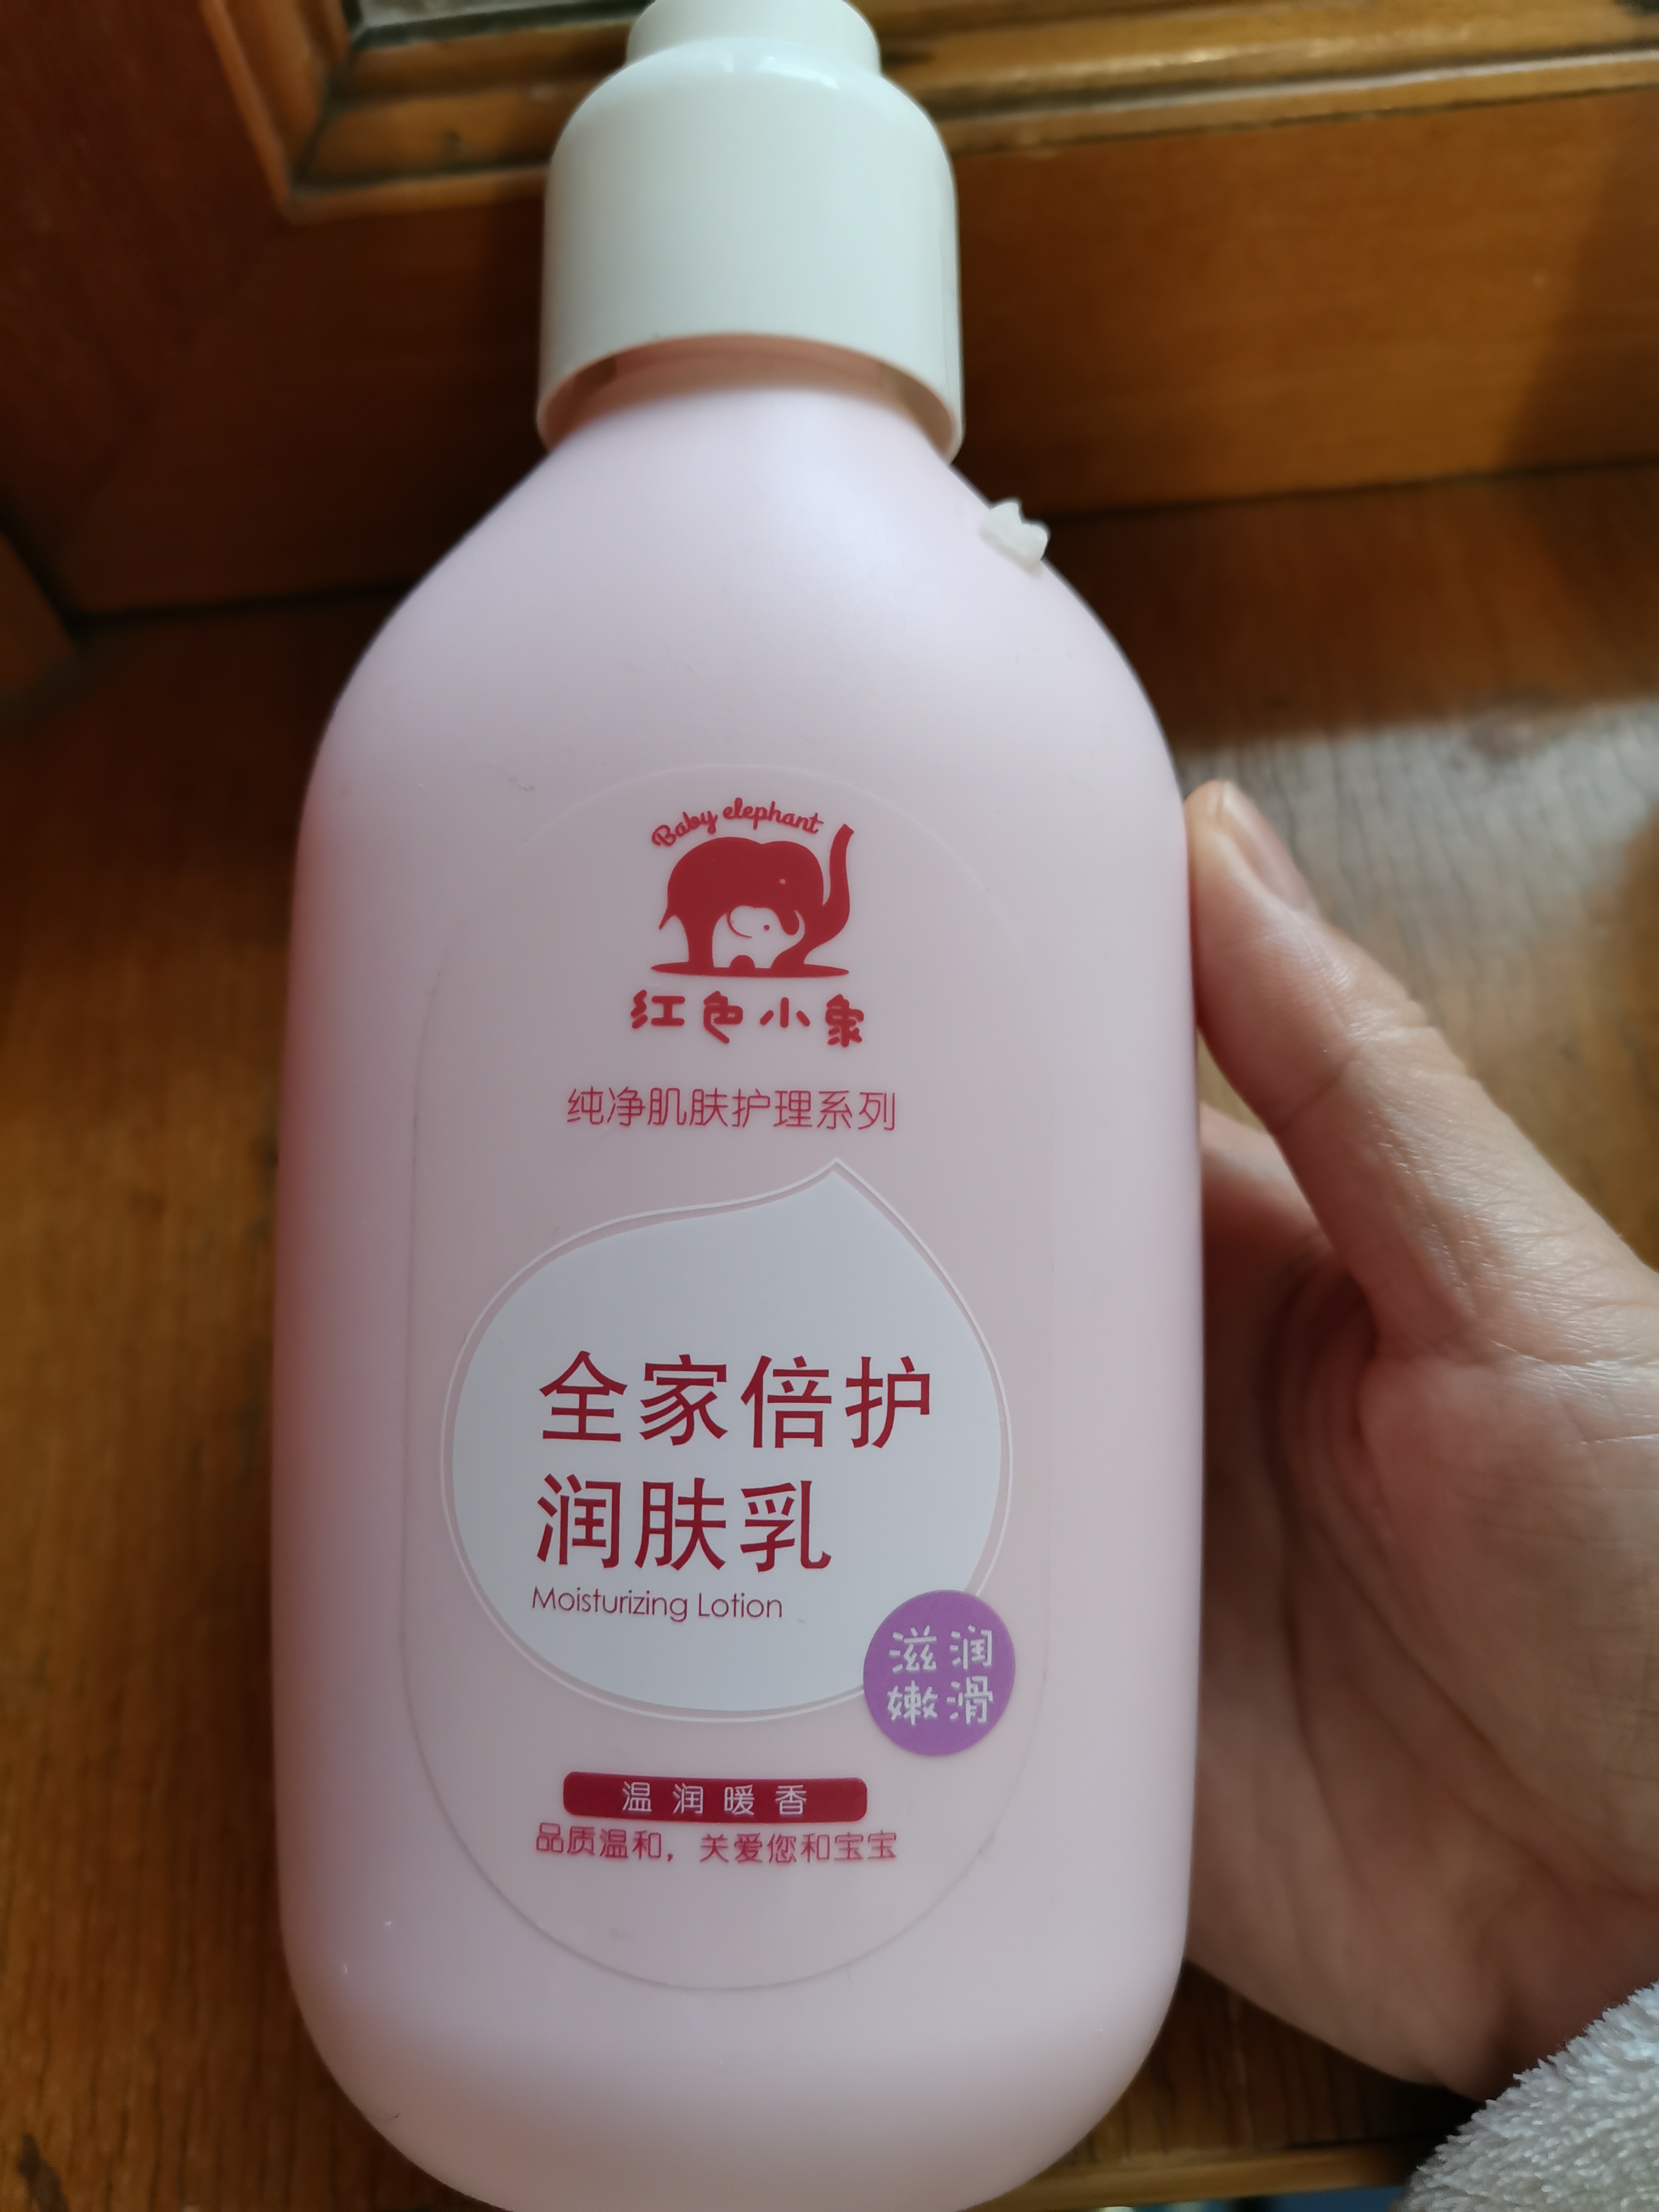 Baby elephant
红色小象
纯净肌肤护理系列
全家倍护
润肤乳
Moisturizing Lotion
滋润
嫩滑
温润暖香
品质温和，关爱您和宝宝